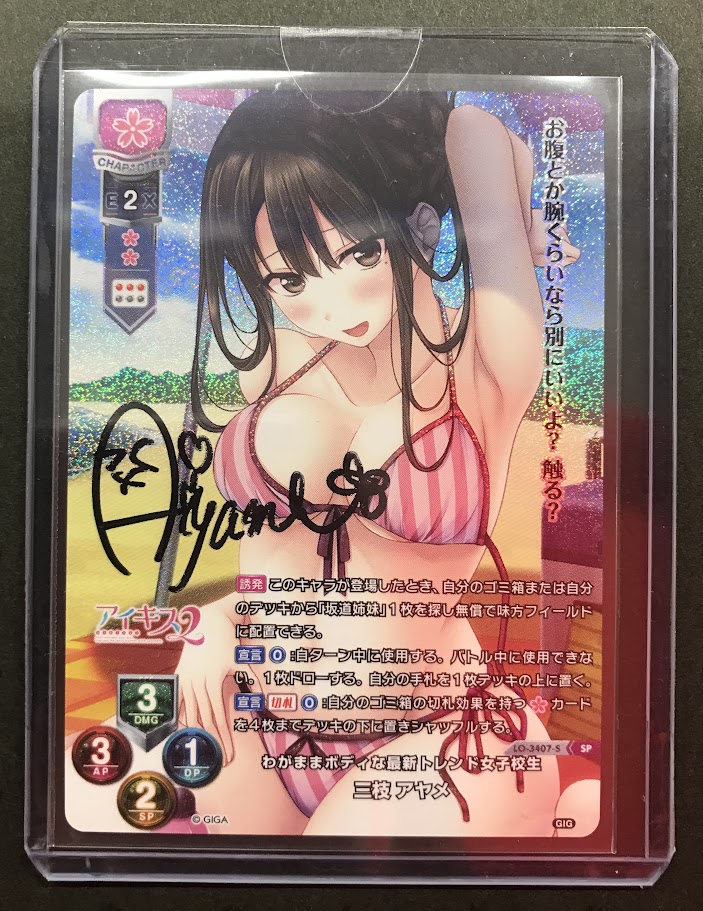 CHARACTER
EX
2
お腹とか腕くらいなら別にいいよ？ 触る？
Ayame
誘発 このキャラが登場したとき、自分のゴミ箱または自分
のデッキから「坂道姉妹」1枚を探し無償で味方フィールド
に配置できる。
宣言 0 :自ターン中に使用する。バトル中に使用できな
い。1枚ドローする。自分の手札を1枚デッキの上に置く。
宣言 切札 0 :自分のゴミ箱の切札効果を持つ カード
を4枚までデッキの下に置きシャッフルする。
アイキス2
3
DMG
3
AP
1
DP
2
SP
LO-3407-S SP
わがままボディな最新トレンド女子校生
三枝 アヤメ
© GIGA
GIG